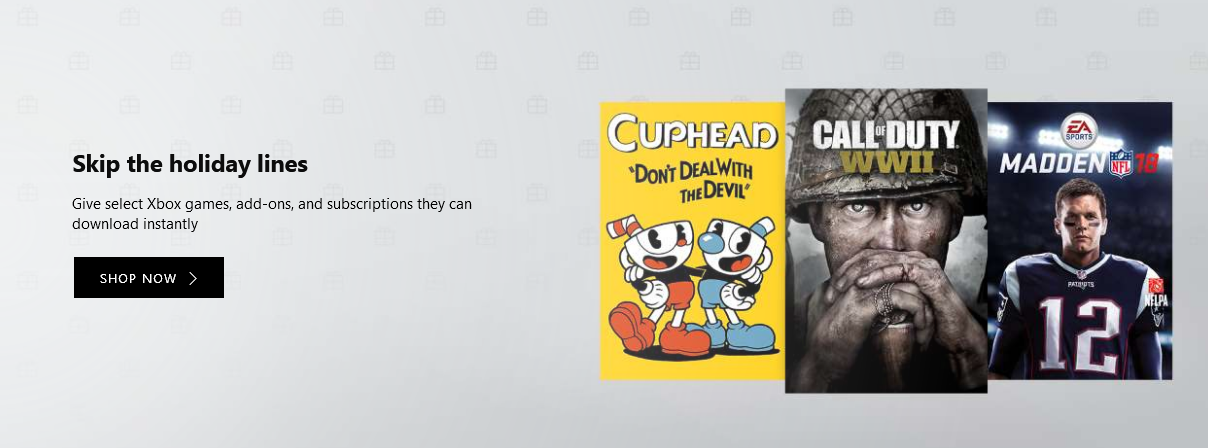 Skip the holiday lines
Give select Xbox games, add-ons, and subscriptions they can
download instantly
SHOP NOW
CUPHEAD
"DON'T DEAL WITH
THE DEVIL"
CALL OF DUTY
WWII
EA
SPORTS
MADDEN NFL 18
PATRIOTS
NFLPA
12